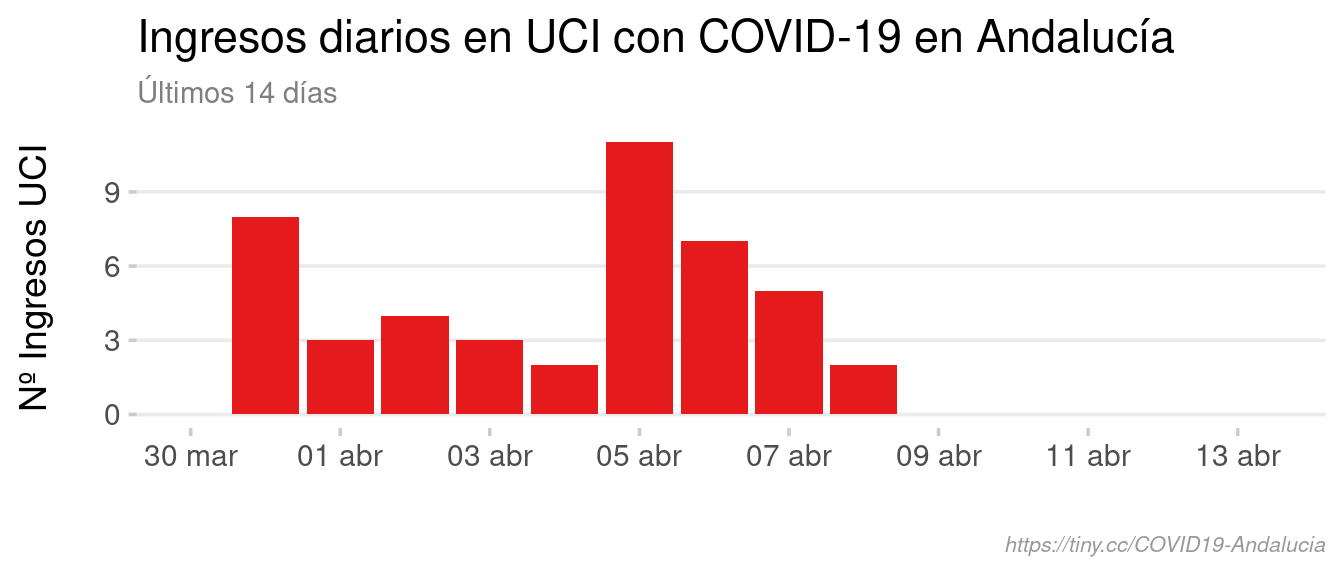 Ingresos diarios en UCI con COVID-19 en Andalucía
Últimos 14 días
Nº Ingresos UCI
9
6
3
0
30 mar 01 abr 03 abr 05 abr 07 abr 09 abr 11 abr 13 abr
https://tiny.cc/COVID19-Andalucia